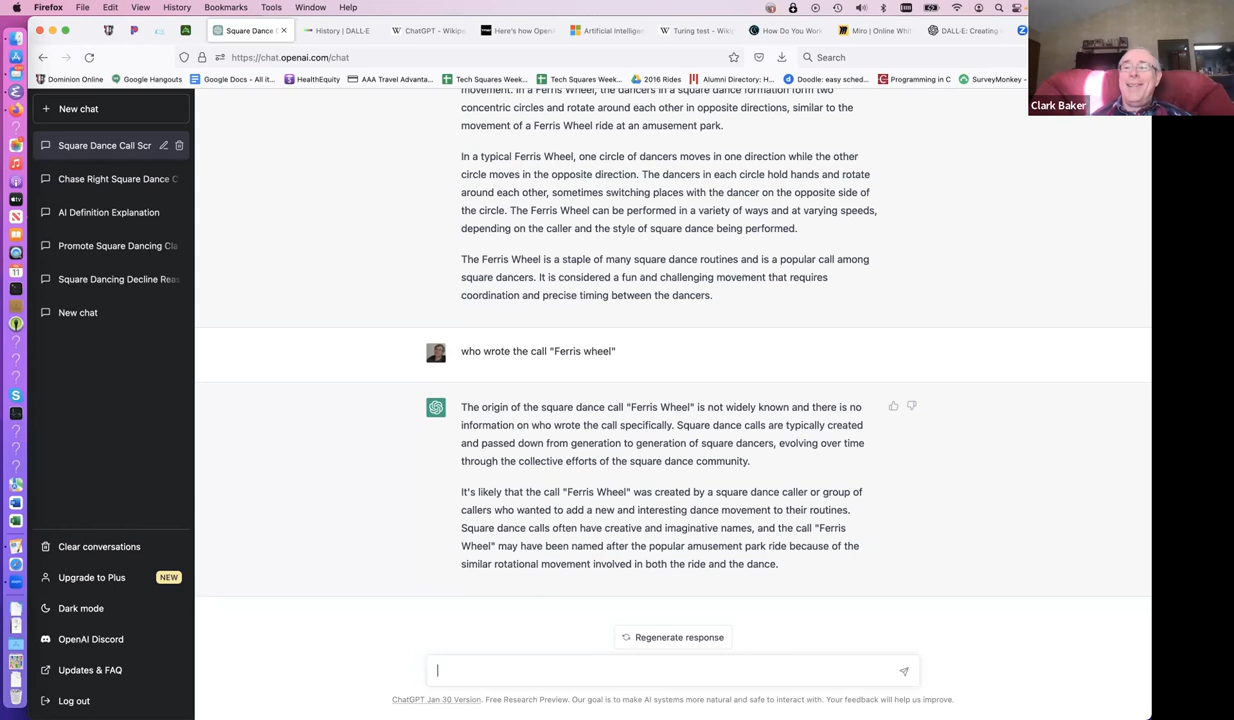 Firefox File Edit View History Bookmarks Tools Window Help
Square Dance C
History | DALL·E
ChatGPT - Wikipe
Here's how OpenA
Artificial Intelligenc
Turing test - Wiki
How Do You Work
Miro | Online Whit
DALL·E: Creating
https://chat.openai.com/chat
Search
Dominion Online
Google Hangouts
Google Docs - All it...
HealthEquity
AAA Travel Advanta...
Tech Squares Week...
Tech Squares Week...
2016 Rides
Alumni Directory: H...
Doodle: easy sched...
Programming in C
SurveyMonkey
Clark Baker
New chat
Square Dance Call Scr
Chase Right Square Dance C
AI Definition Explanation
Promote Square Dancing Cla
Square Dancing Decline Reas
New chat
Clear conversations
Upgrade to Plus NEW
Dark mode
OpenAI Discord
Updates & FAQ
Log out
movement. In a Ferris Wheel, the dancers in a square dance formation form two
concentric circles and rotate around each other in opposite directions, similar to the
movement of a Ferris Wheel ride at an amusement park.
In a typical Ferris Wheel, one circle of dancers moves in one direction while the other
circle moves in the opposite direction. The dancers in each circle hold hands and rotate
around each other, sometimes switching places with the dancer on the opposite side of
the circle. The Ferris Wheel can be performed in a variety of ways and at varying speeds,
depending on the caller and the style of square dance being performed.
The Ferris Wheel is a staple of many square dance routines and is a popular call among
square dancers. It is considered a fun and challenging movement that requires
coordination and precise timing between the dancers.
who wrote the call "Ferris wheel"
The origin of the square dance call "Ferris Wheel" is not widely known and there is no
information on who wrote the call specifically. Square dance calls are typically created
and passed down from generation to generation of square dancers, evolving over time
through the collective efforts of the square dance community.
It's likely that the call "Ferris Wheel" was created by a square dance caller or group of
callers who wanted to add a new and interesting dance movement to their routines.
Square dance calls often have creative and imaginative names, and the call "Ferris
Wheel" may have been named after the popular amusement park ride because of the
similar rotational movement involved in both the ride and the dance.
Regenerate response
ChatGPT Jan 30 Version. Free Research Preview. Our goal is to make AI systems more natural and safe to interact with. Your feedback will help us improve.